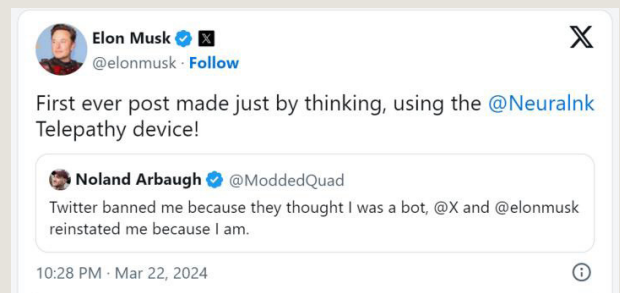 Elon Musk
@elonmusk · Follow
First ever post made just by thinking, using the @Neuralnk
Telepathy device!
Noland Arbaugh @ModdedQuad
Twitter banned me because they thought I was a bot, @X and @elonmusk
reinstated me because I am.
10:28 PM · Mar 22, 2024